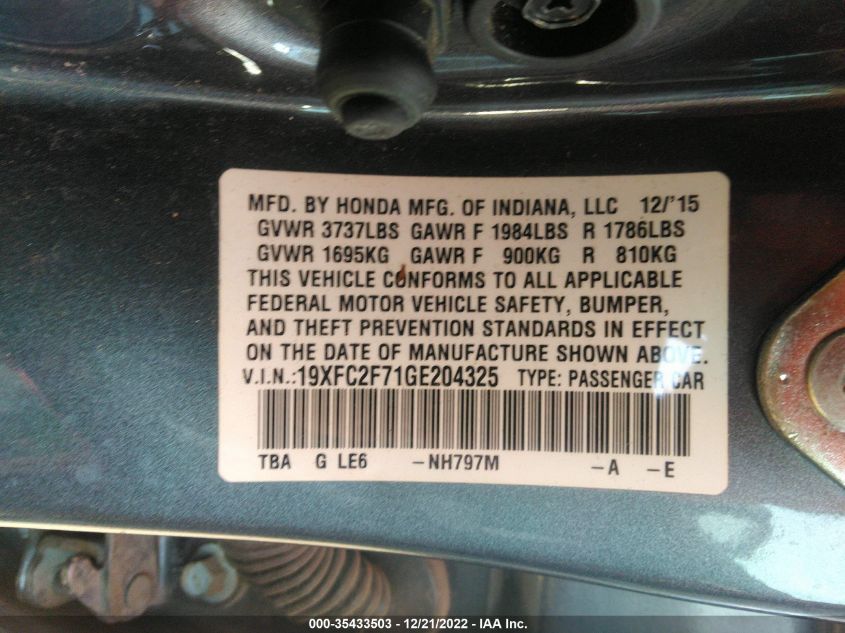 MFD. BY HONDA MFG. OF INDIANA, LLC 12/'15
GVWR 3737LBS GAWR F 1984LBS R 1786LBS
GVWR 1695KG GAWR F 900KG R 810KG
THIS VEHICLE CONFORMS TO ALL APPLICABLE
FEDERAL MOTOR VEHICLE SAFETY, BUMPER,
AND THEFT PREVENTION STANDARDS IN EFFECT
ON THE DATE OF MANUFACTURE SHOWN ABOVE.
V.I.N.:19XFC2F71GE204325 TYPE: PASSENGER CAR
TBA G LE6 -NH797M -A -E
000-35433503 - 12/21/2022 - IAA Inc.